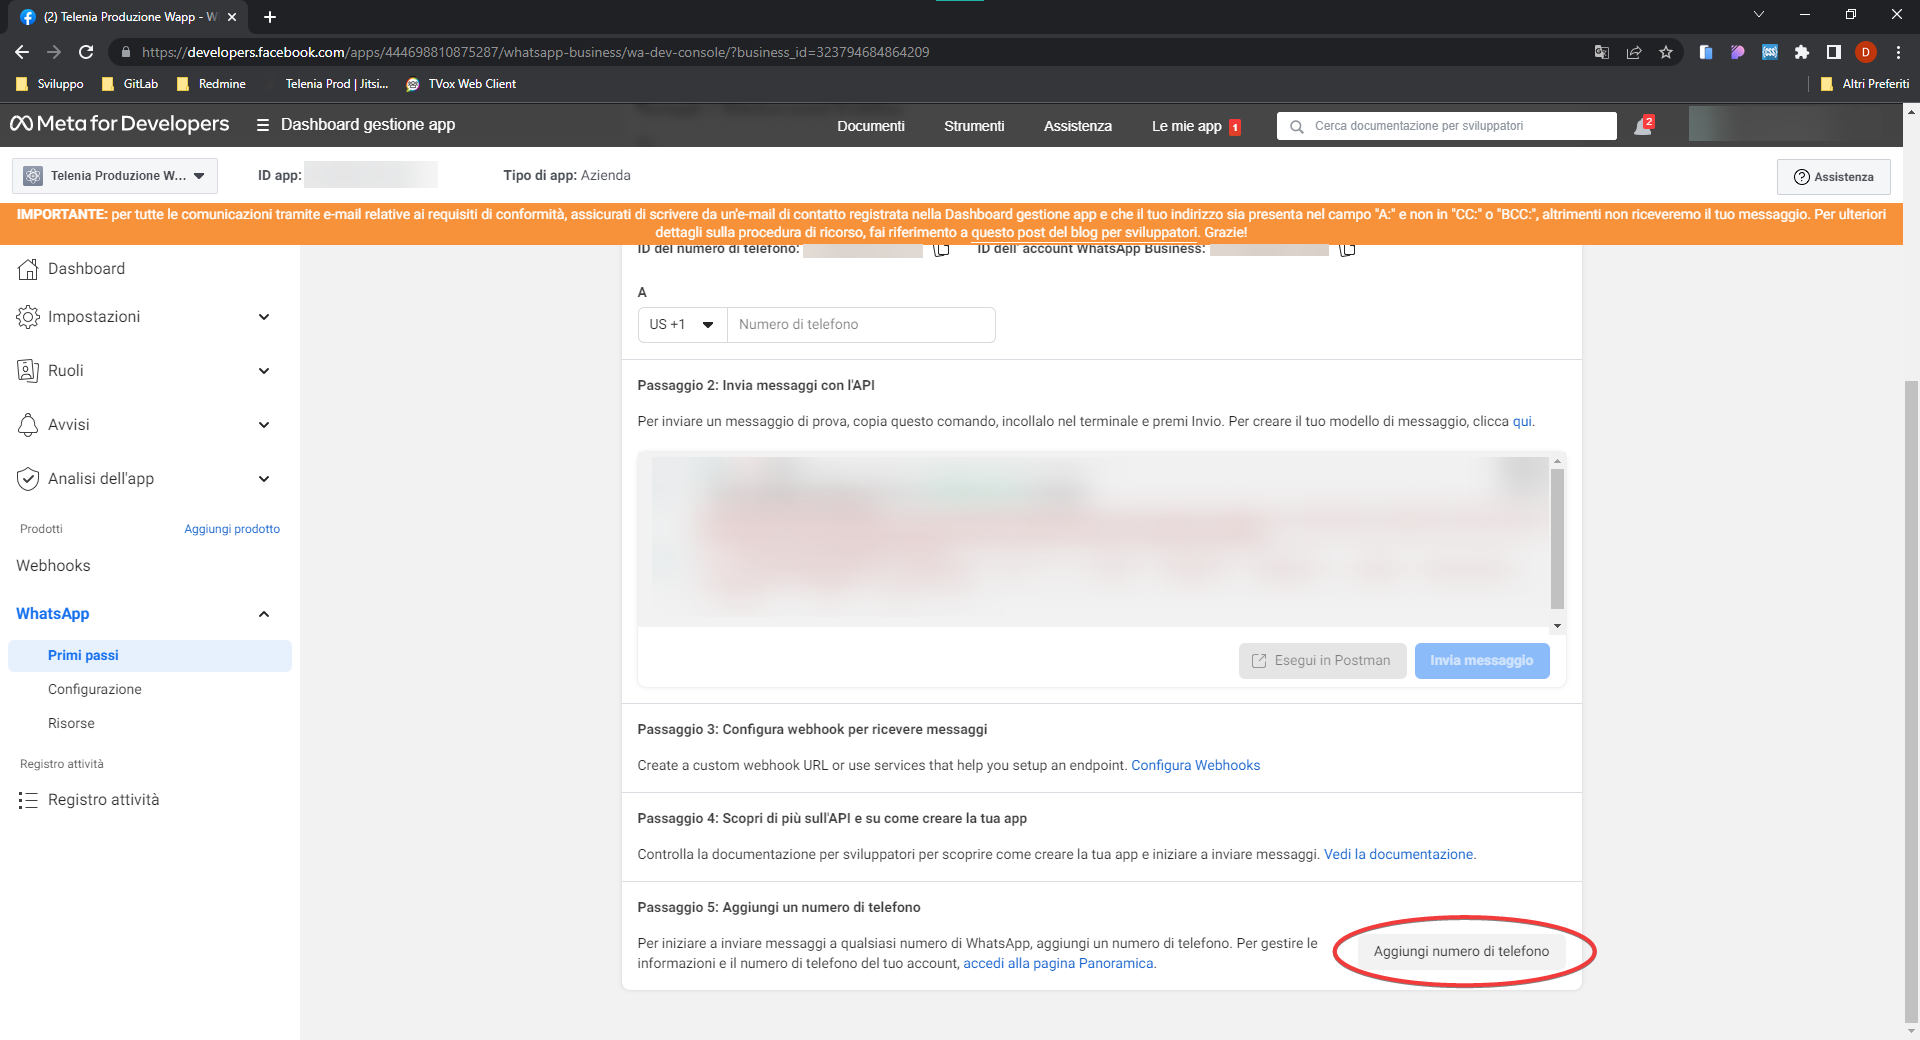 (2) Telenia Produzione Wapp - W
https://developers.facebook.com/apps/444698810875287/whatsapp-business/wa-dev-console/?business_id=323794684864209
D
Sviluppo
GitLab
Redmine
Telenia Prod | Jitsi...
TVox Web Client
Altri Preferiti
Meta for Developers
Dashboard gestione app
Documenti
Strumenti
Assistenza
Le mie app 1
Cerca documentazione per sviluppatori
2
Telenia Produzione W...
ID app:
Tipo di app: Azienda
Assistenza
IMPORTANTE: per tutte le comunicazioni tramite e-mail relative ai requisiti di conformità, assicurati di scrivere da un'e-mail di contatto registrata nella Dashboard gestione app e che il tuo indirizzo sia presenta nel campo "A:" e non in "CC:" o "BCC:", altrimenti non riceveremo il tuo messaggio. Per ulteriori
dettagli sulla procedura di ricorso, fai riferimento a questo post del blog per sviluppatori. Grazie!
Dashboard
Impostazioni
Ruoli
Avvisi
Analisi dell'app
Prodotti
Aggiungi prodotto
Webhooks
WhatsApp
Primi passi
Configurazione
Risorse
Registro attività
Registro attività
ID del numero di telefono:
ID dell' account WhatsApp Business:
A
US +1
Numero di telefono
Passaggio 2: Invia messaggi con l'API
Per inviare un messaggio di prova, copia questo comando, incollalo nel terminale e premi Invio. Per creare il tuo modello di messaggio, clicca qui.
Esegui in Postman
Invia messaggio
Passaggio 3: Configura webhook per ricevere messaggi
Create a custom webhook URL or use services that help you setup an endpoint. Configura Webhooks
Passaggio 4: Scopri di più sull'API e su come creare la tua app
Controlla la documentazione per sviluppatori per scoprire come creare la tua app e iniziare a inviare messaggi. Vedi la documentazione.
Passaggio 5: Aggiungi un numero di telefono
Per iniziare a inviare messaggi a qualsiasi numero di WhatsApp, aggiungi un numero di telefono. Per gestire le
informazioni e il numero di telefono del tuo account, accedi alla pagina Panoramica.
Aggiungi numero di telefono